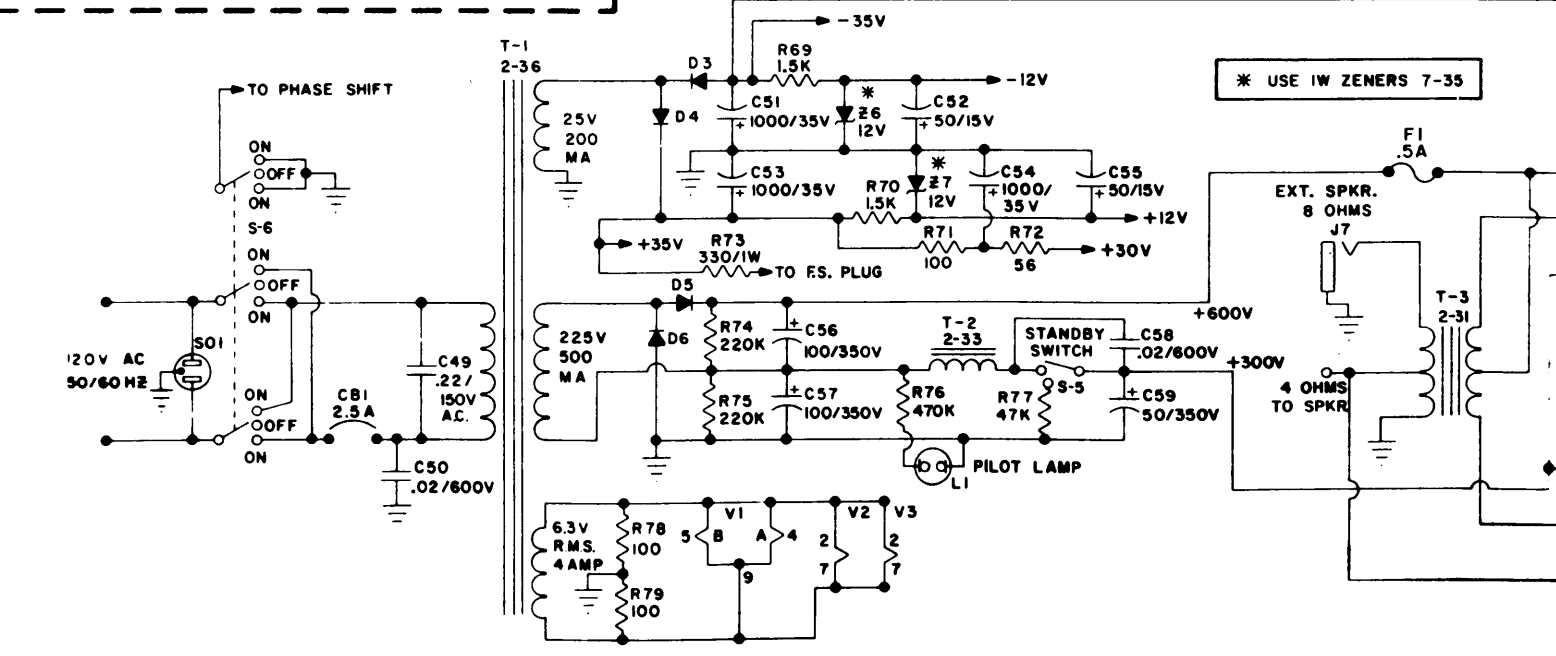 -35V
T-1
2-36
D3
R69
1.5K
-12V
✳ USE 1W ZENERS 7-35
TO PHASE SHIFT
25V
200
MA
D4
C51
1000/35V
✳
Z6
12V
C52
50/15V
ON
OFF
ON
S-6
C53
1000/35V
R70
1.5K
✳
Z7
12V
C54
1000/
35V
C55
50/15V
F1
.5A
EXT. SPKR.
8 OHMS
J7
+12V
+35V
R73
330/1W
TO F.S. PLUG
R71
100
R72
56
+30V
ON
OFF
ON
D5
+600V
T-3
2-31
SO1
120V AC
50/60 HZ
225V
500
MA
D6
R74
220K
C56
100/350V
T-2
2-33
STANDBY
SWITCH
C58
.02/600V
+300V
C49
.22/
150V
A.C.
CB1
2.5A
ON
OFF
ON
R75
220K
C57
100/350V
R76
470K
R77
47K
S-5
C59
50/350V
4 OHMS
TO SPKR
C50
.02/600V
L1
PILOT LAMP
6.3V
R.M.S.
4 AMP
R78
100
R79
100
V1
5 B
A 4
9
V2
2
7
V3
2
7